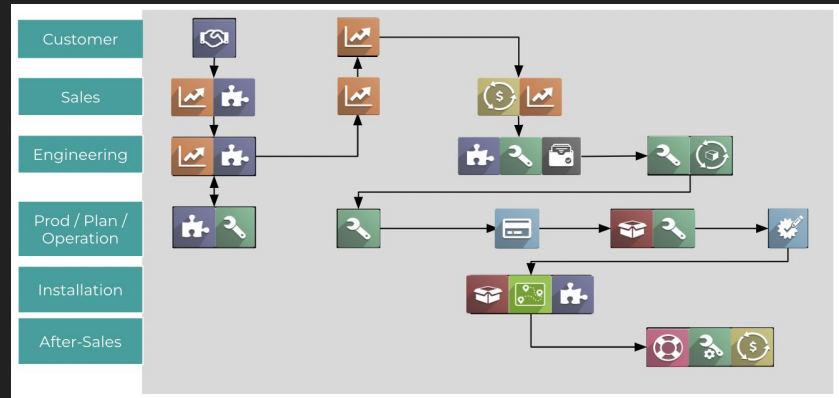 Customer
Sales
Engineering
Prod / Plan /
Operation
Installation
After-Sales
$
$